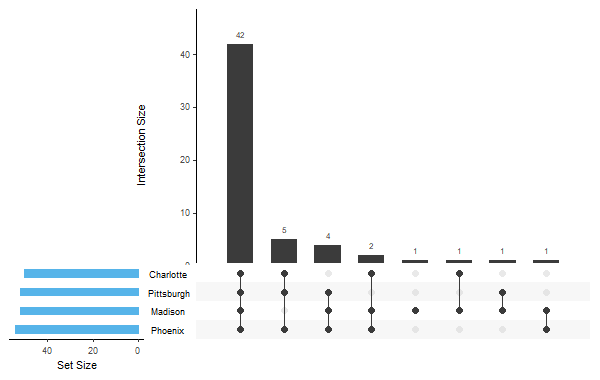 42
40
Intersection Size
30
20
10
5
4
2
1
1
1
1
0
Charlotte
Pittsburgh
Madison
Phoenix
40
20
0
Set Size